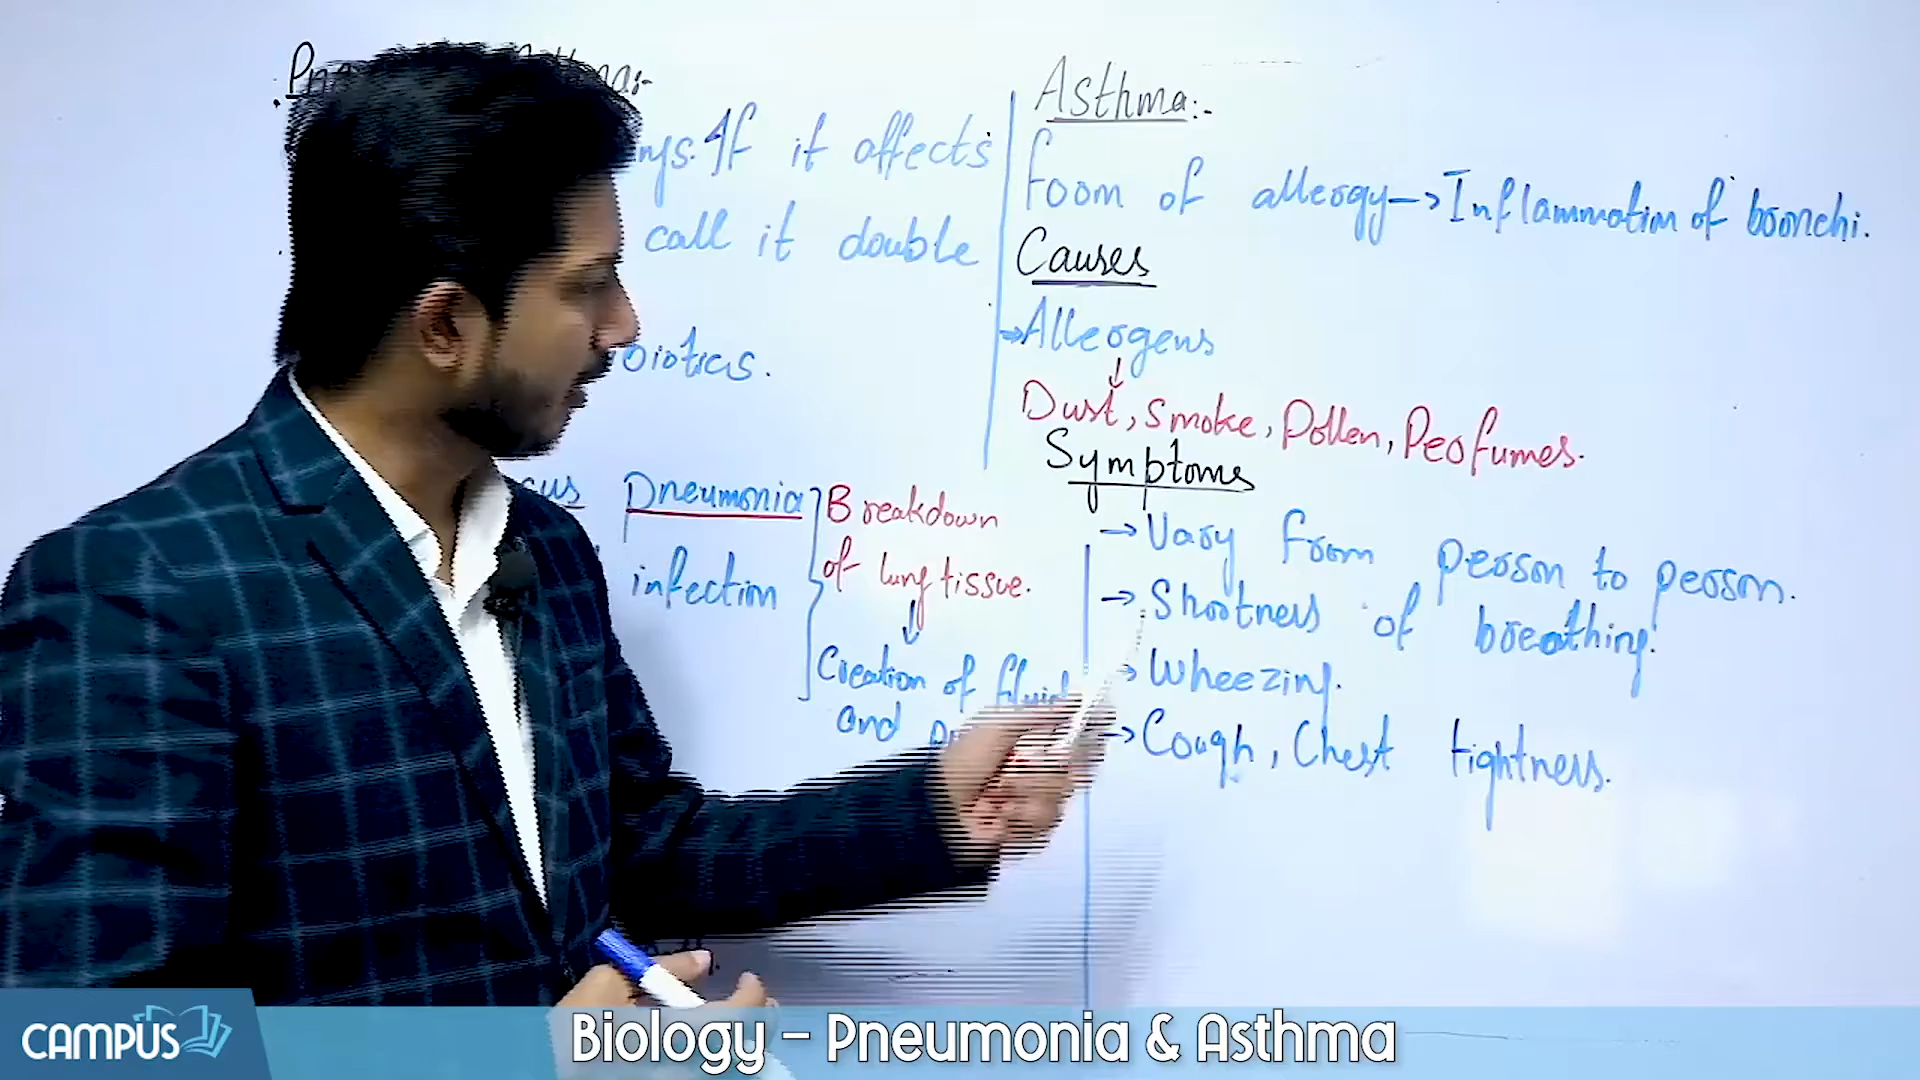 it affects
call it double
Pneumonia
infection
Breakdown
of lung tissue.
Creation of fluid
and
Asthma:-
Form of allergy→Inflammation of bronchi.
Causes
→Allergens
Dust, Smoke, Pollen, Perfumes.
Symptoms
→Vary from person to person.
→Shortness of breathing.
→Wheezing.
→Cough, Chest tightness.
CAMPUS
Biology – Pneumonia & Asthma